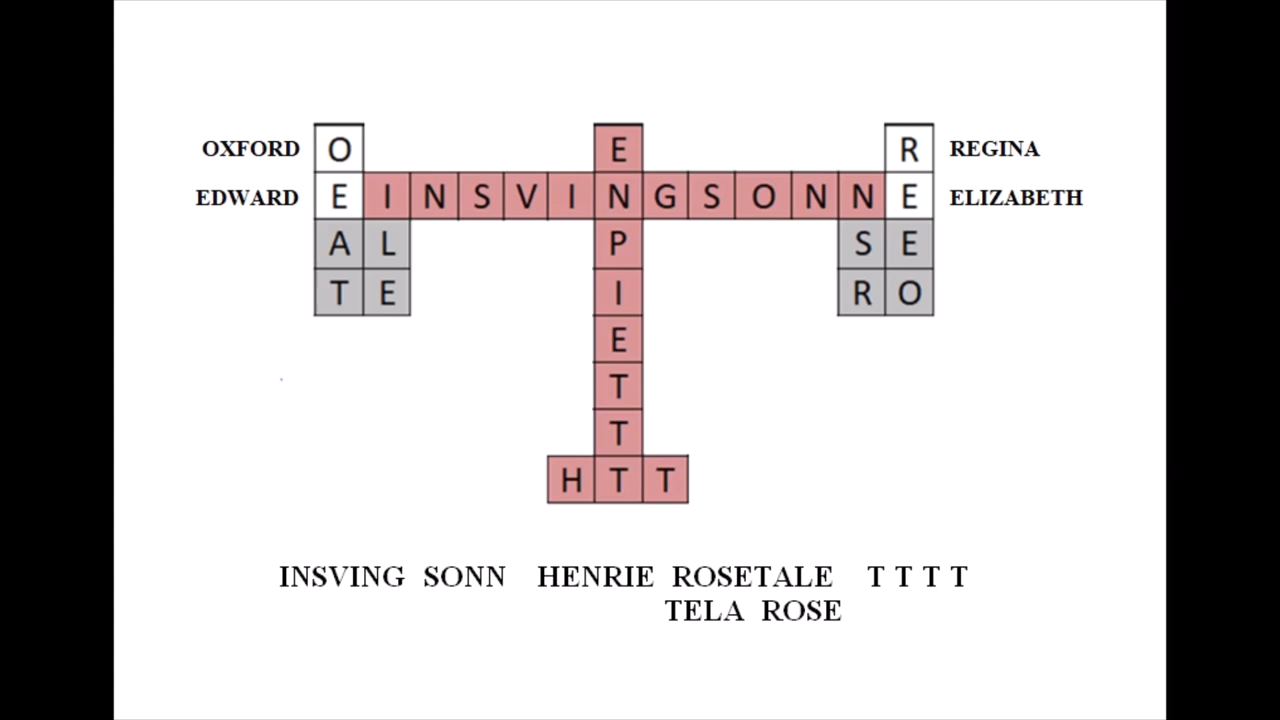 OXFORD O E R REGINA
EDWARD E I N S V I N G S O N N E ELIZABETH
A L P S E
T E I R O
E
T
T
H T T
INSVING SONN HENRIE ROSETALE T T T T
TELA ROSE